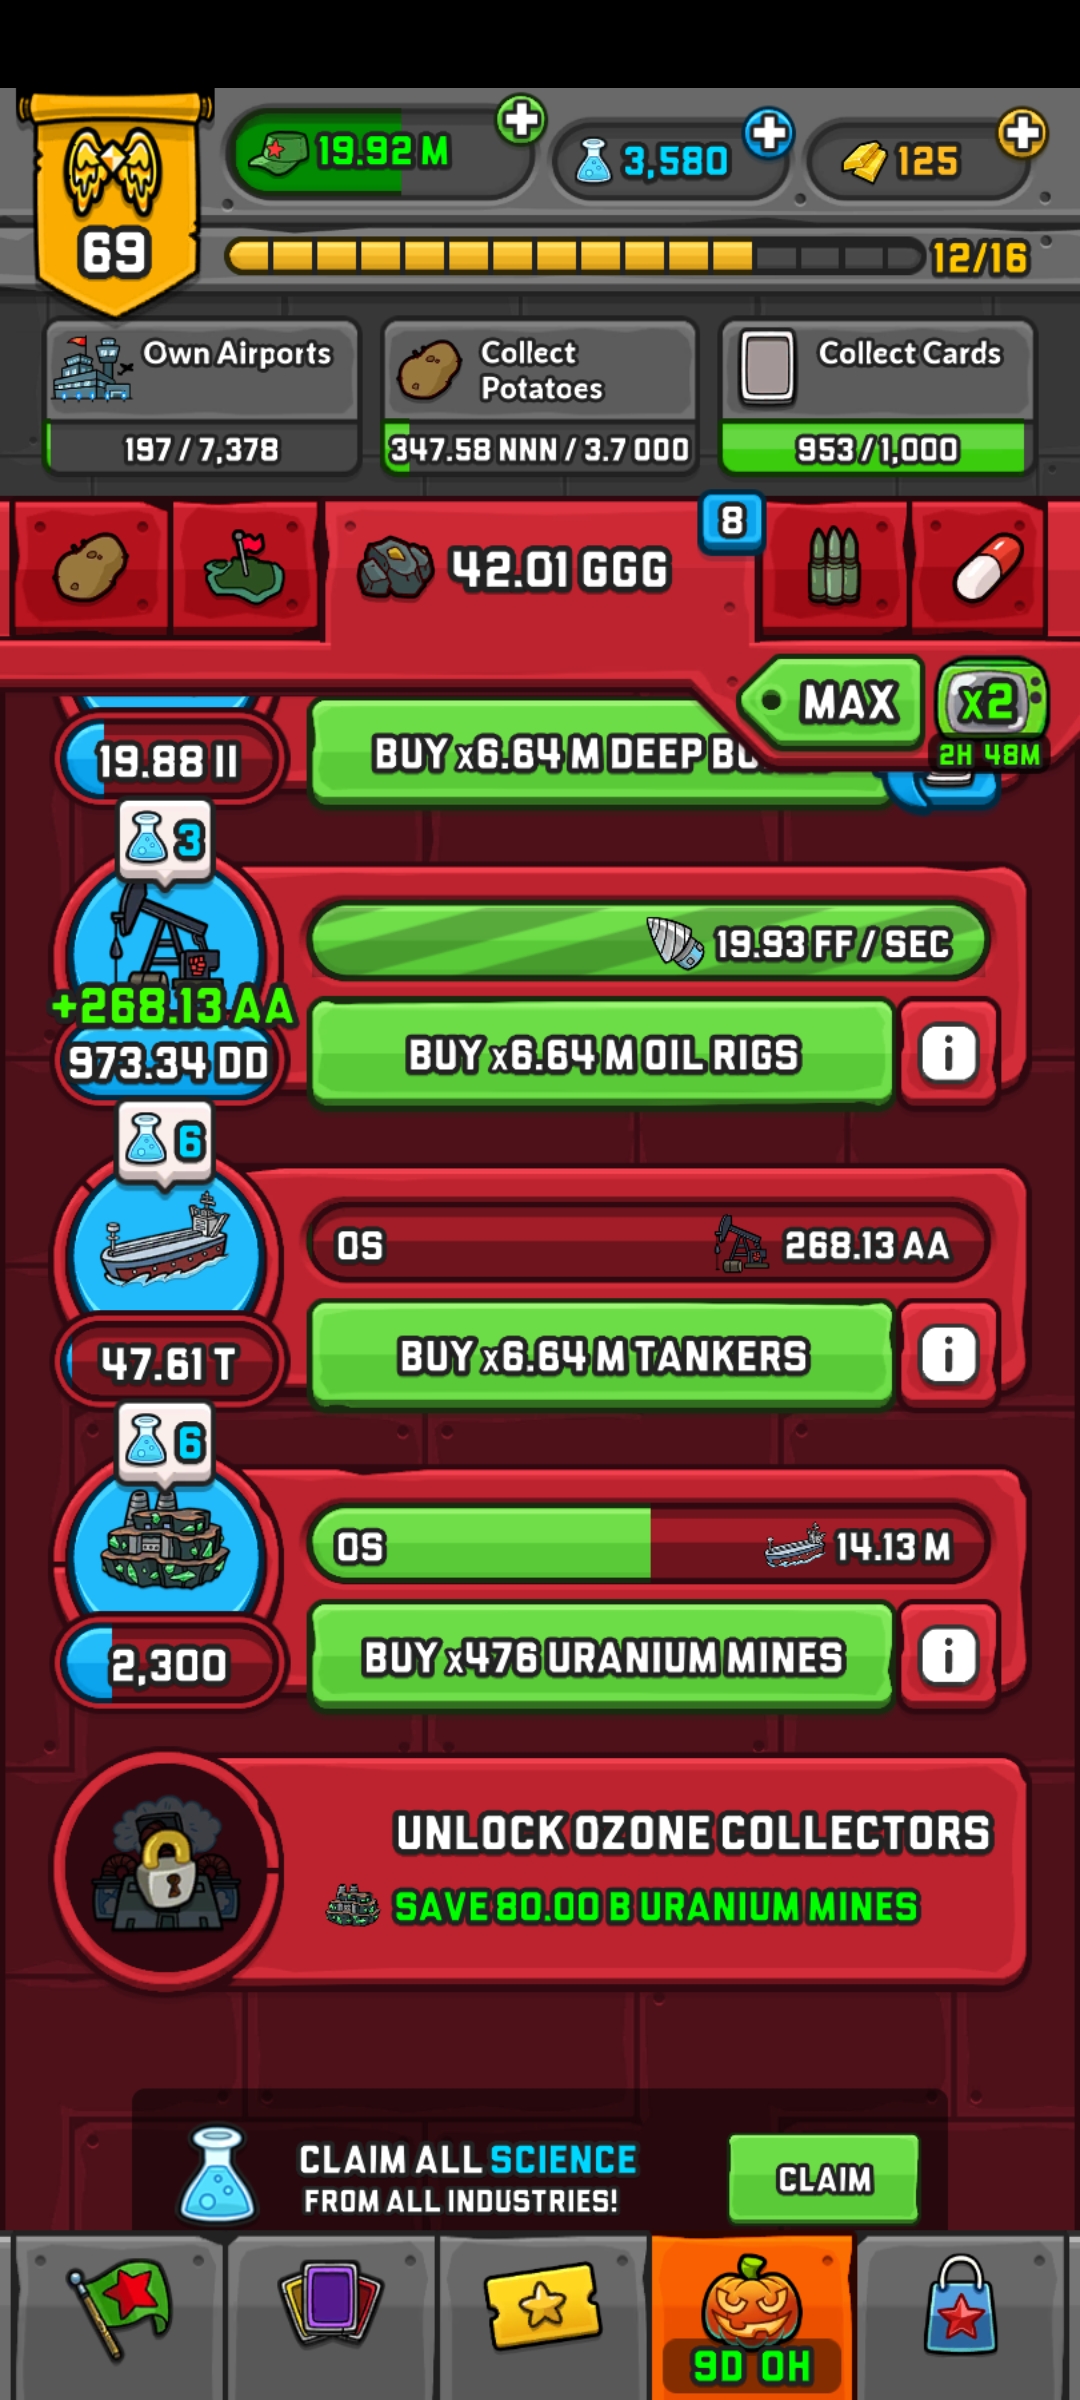 19.92 M
3,580
125
69
12/16
Own Airports
197 / 7,378
Collect
Potatoes
347.58 NNN / 3.7 OOO
Collect Cards
953 / 1,000
42.01 GGG
8
MAX
x2
2H 48M
19.88 II
BUY x6.64 M DEEP
3
19.93 FF / SEC
+268.13 AA
973.34 DD
BUY x6.64 M OIL RIGS
i
6
0S
268.13 AA
47.61 T
BUY x6.64 M TANKERS
i
6
0S
14.13 M
2,300
BUY x476 URANIUM MINES
i
UNLOCK OZONE COLLECTORS
SAVE 80.00 B URANIUM MINES
CLAIM ALL SCIENCE
FROM ALL INDUSTRIES!
CLAIM
9D 0H